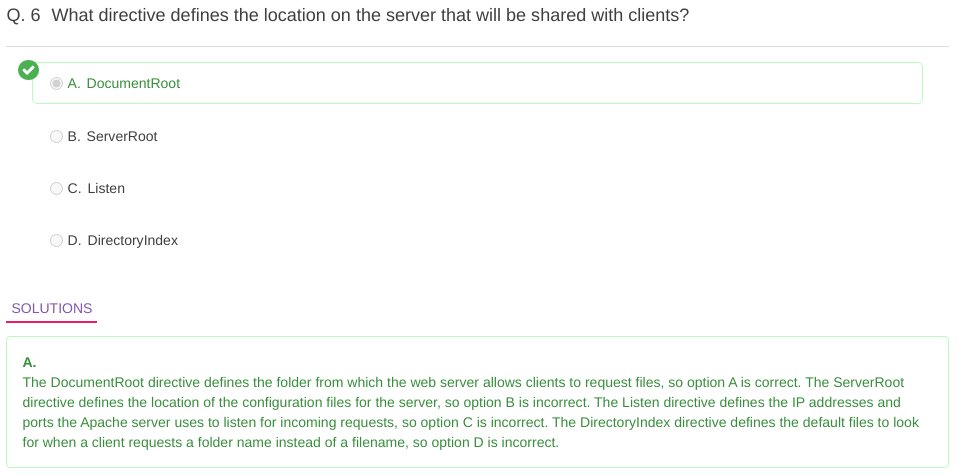 Q. 6 What directive defines the location on the server that will be shared with clients?
A. DocumentRoot
B. ServerRoot
C. Listen
D. DirectoryIndex
SOLUTIONS
A.
The DocumentRoot directive defines the folder from which the web server allows clients to request files, so option A is correct. The ServerRoot
directive defines the location of the configuration files for the server, so option B is incorrect. The Listen directive defines the IP addresses and
ports the Apache server uses to listen for incoming requests, so option C is incorrect. The DirectoryIndex directive defines the default files to look
for when a client requests a folder name instead of a filename, so option D is incorrect.